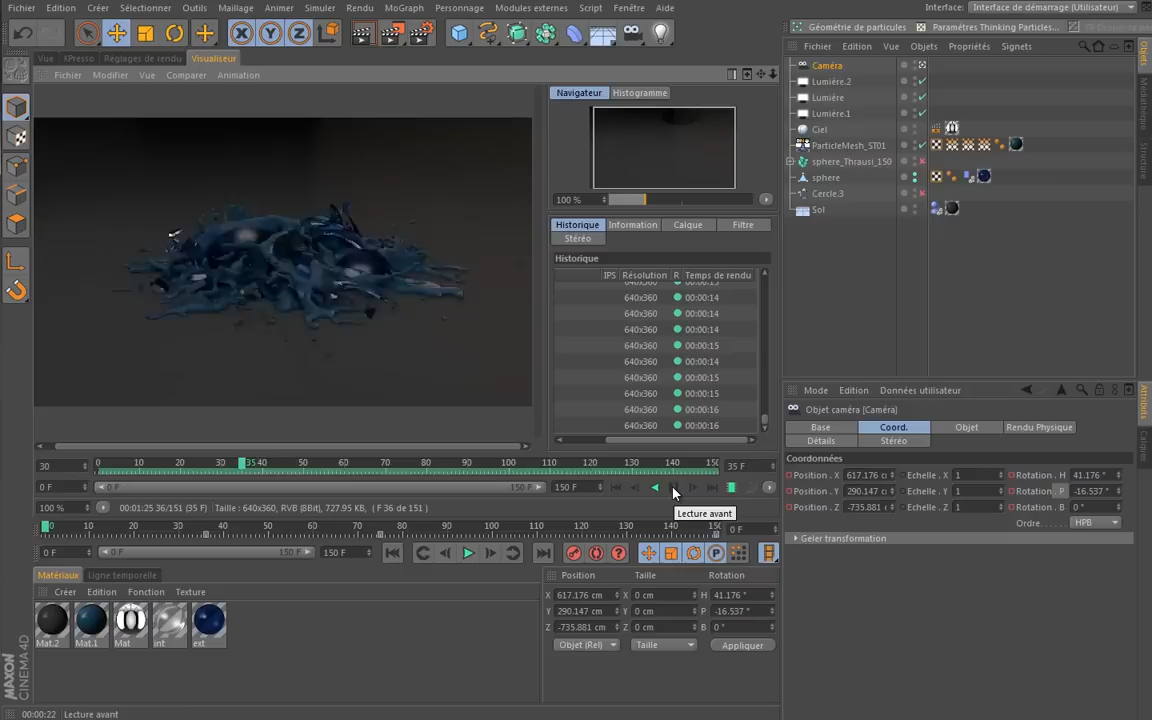 Fichier Edition Créer Sélectionner Outils Maillage Animer Simuler Rendu MoGraph Personnage Modules externes Script Fenêtre Aide Interface: Interface de démarrage (Utilisateur)
Géométrie de particules Paramètres Thinking Particles...
Vue XPresso Réglages de rendu Visualiseur
Fichier Edition Vue Objets Propriétés Signets
Fichier Modifier Vue Comparer Animation
Navigateur Histogramme
100 %
Historique Information Calque Filtre
Stéréo
Historique
IPS Résolution R Temps de rendu
640x360 00:00:14
640x360 00:00:14
640x360 00:00:14
640x360 00:00:15
640x360 00:00:14
640x360 00:00:15
640x360 00:00:15
640x360 00:00:16
640x360 00:00:16
Caméra
Lumière.2
Lumière
Lumière.1
Ciel
ParticleMesh_ST01
sphere_Thrausi_150
sphere
Cercle.3
Sol
Objets
Médiathèque
Structure
Mode Edition Données utilisateur
Objet caméra [Caméra]
Base Coord. Objet Rendu Physique
Détails Stéréo
Coordonnées
Position . X 617.176 Echelle . X 1 Rotation . H 41.176 °
Position . Y 290.147 Echelle . Y 1 Rotation . P -16.537 °
Position . Z -735.881 Echelle . Z 1 Rotation . B 0 °
Ordre. . . . . . HPB
Geler transformation
Attributs
Calques
30 0 10 20 30 35 40 50 60 70 80 90 100 110 120 130 140 150 35 F
0 F 0 F 150 F 150 F
Lecture avant
100 % 00:01:25 36/151 (35 F) Taille : 640x360, RVB (8Bit), 727.95 KB, ( F 36 de 151 )
0 10 20 30 40 50 60 70 80 90 100 110 120 130 140 150 0 F
0 F 0 F 150 F 150 F
Matériaux Ligne temporelle
Créer Edition Fonction Texture
Mat.2 Mat.1 Mat int ext
Position Taille Rotation
X 617.176 cm X 0 cm H 41.176 °
Y 290.147 cm Y 0 cm P -16.537 °
Z -735.881 cm Z 0 cm B 0 °
Objet (Rel) Taille Appliquer
MAXON
CINEMA 4D
00:00:22 Lecture avant